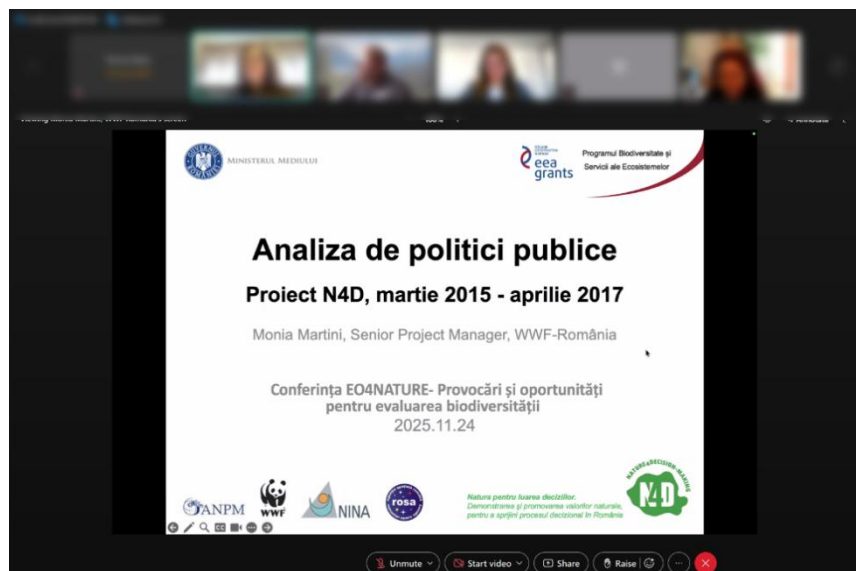 MINISTERUL MEDIULUI
eea
grants
Programul Biodiversitate și
Servicii ale Ecosistemelor
Analiza de politici publice
Proiect N4D, martie 2015 - aprilie 2017
Monia Martini, Senior Project Manager, WWF-România
Conferința EO4NATURE- Provocări și oportunități
pentru evaluarea biodiversității
2025.11.24
ANPM
WWF
NINA
rosa
Natura pentru luarea deciziilor.
Demonstrarea și promovarea valorilor naturale,
pentru a sprijini procesul decizional în România
NATURE4DECISION-MAKING
N4D
Unmute
Start video
Share
Raise